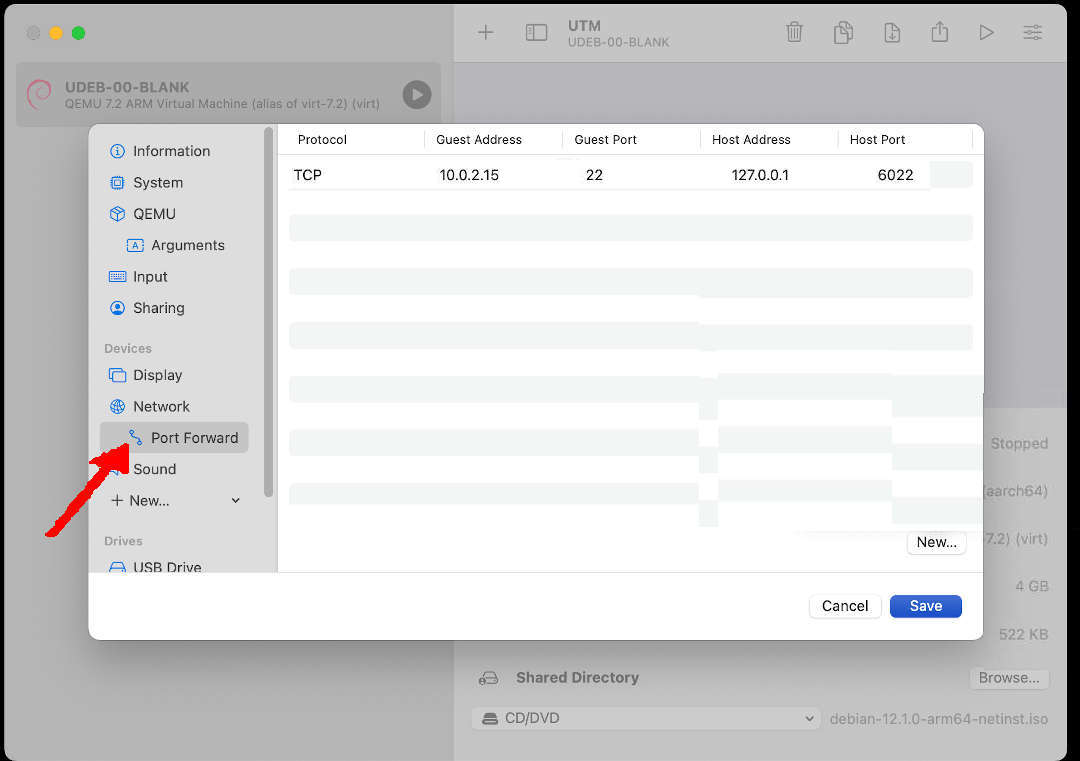 UTM
UDEB-00-BLANK
UDEB-00-BLANK
QEMU 7.2 ARM Virtual Machine (alias of virt-7.2) (virt)
Information
System
QEMU
Arguments
Input
Sharing
Devices
Display
Network
Port Forward
Sound
New...
Drives
USB Drive
Protocol Guest Address Guest Port Host Address Host Port
TCP 10.0.2.15 22 127.0.0.1 6022
New...
Cancel Save
Stopped
(aarch64)
-7.2) (virt)
4 GB
522 KB
Shared Directory Browse...
CD/DVD debian-12.1.0-arm64-netinst.iso